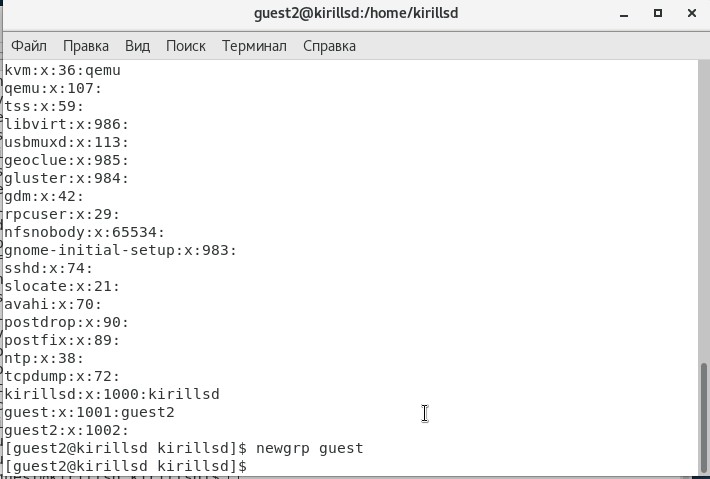 guest2@kirillsd:/home/kirillsd
Файл Правка Вид Поиск Терминал Справка
kvm:x:36:qemu
qemu:x:107:
tss:x:59:
libvirt:x:986:
usbmuxd:x:113:
geoclue:x:985:
gluster:x:984:
gdm:x:42:
rpcuser:x:29:
nfsnobody:x:65534:
gnome-initial-setup:x:983:
sshd:x:74:
slocate:x:21:
avahi:x:70:
postdrop:x:90:
postfix:x:89:
ntp:x:38:
tcpdump:x:72:
kirillsd:x:1000:kirillsd
guest:x:1001:guest2
guest2:x:1002:
[guest2@kirillsd kirillsd]$ newgrp guest
[guest2@kirillsd kirillsd]$